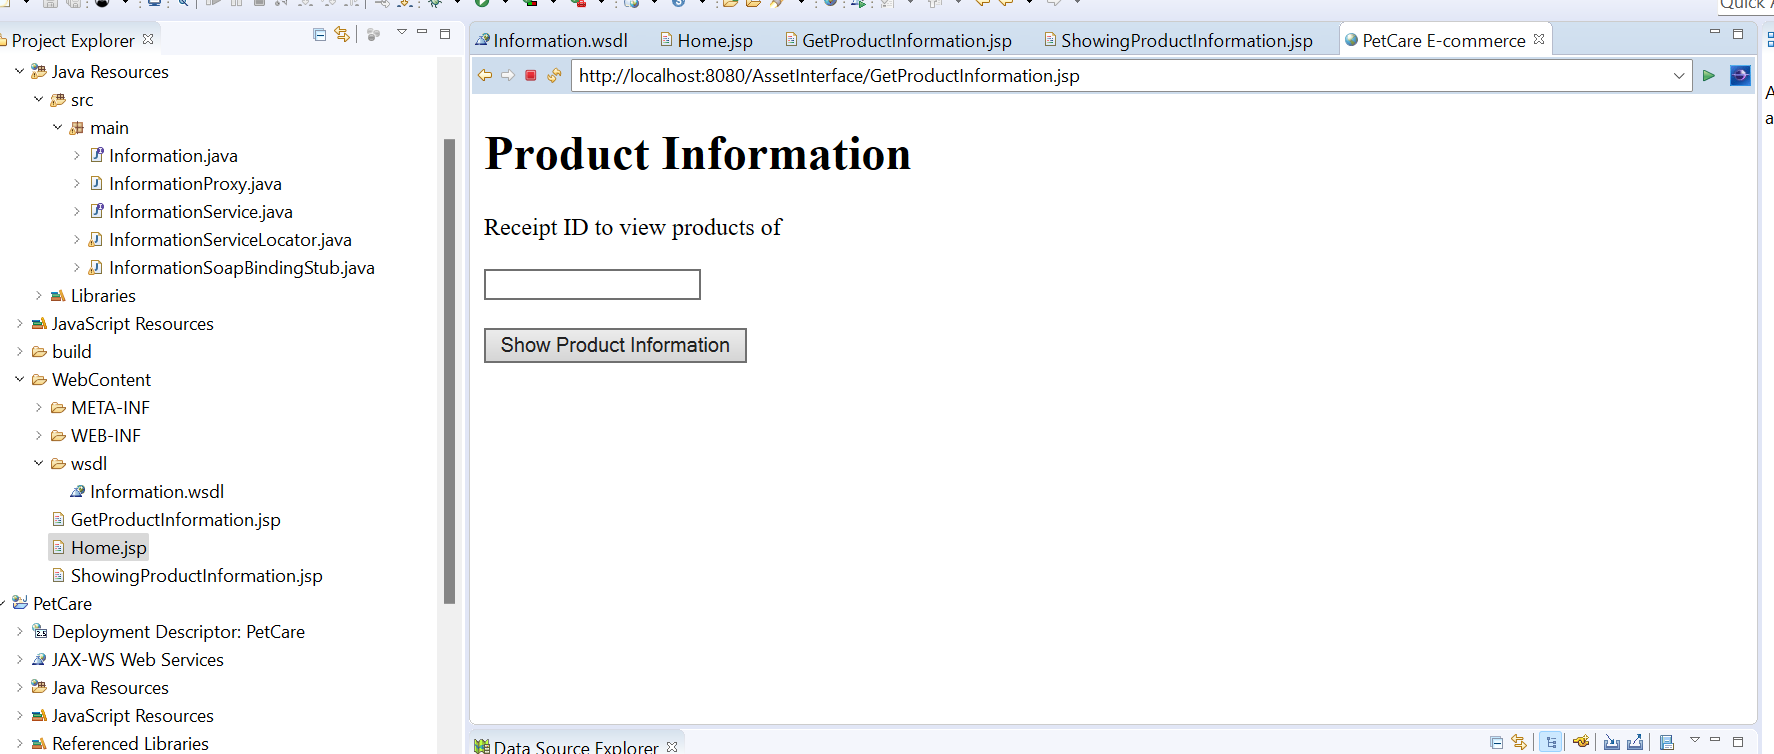 Quick A
Project Explorer
Java Resources
src
main
Information.java
InformationProxy.java
InformationService.java
InformationServiceLocator.java
InformationSoapBindingStub.java
Libraries
JavaScript Resources
build
WebContent
META-INF
WEB-INF
wsdl
Information.wsdl
GetProductInformation.jsp
Home.jsp
ShowingProductInformation.jsp
PetCare
Deployment Descriptor: PetCare
JAX-WS Web Services
Java Resources
JavaScript Resources
Referenced Libraries
Information.wsdl Home.jsp GetProductInformation.jsp ShowingProductInformation.jsp PetCare E-commerce
http://localhost:8080/AssetInterface/GetProductInformation.jsp
Product Information
Receipt ID to view products of
Show Product Information
Data Source Explorer
A
a